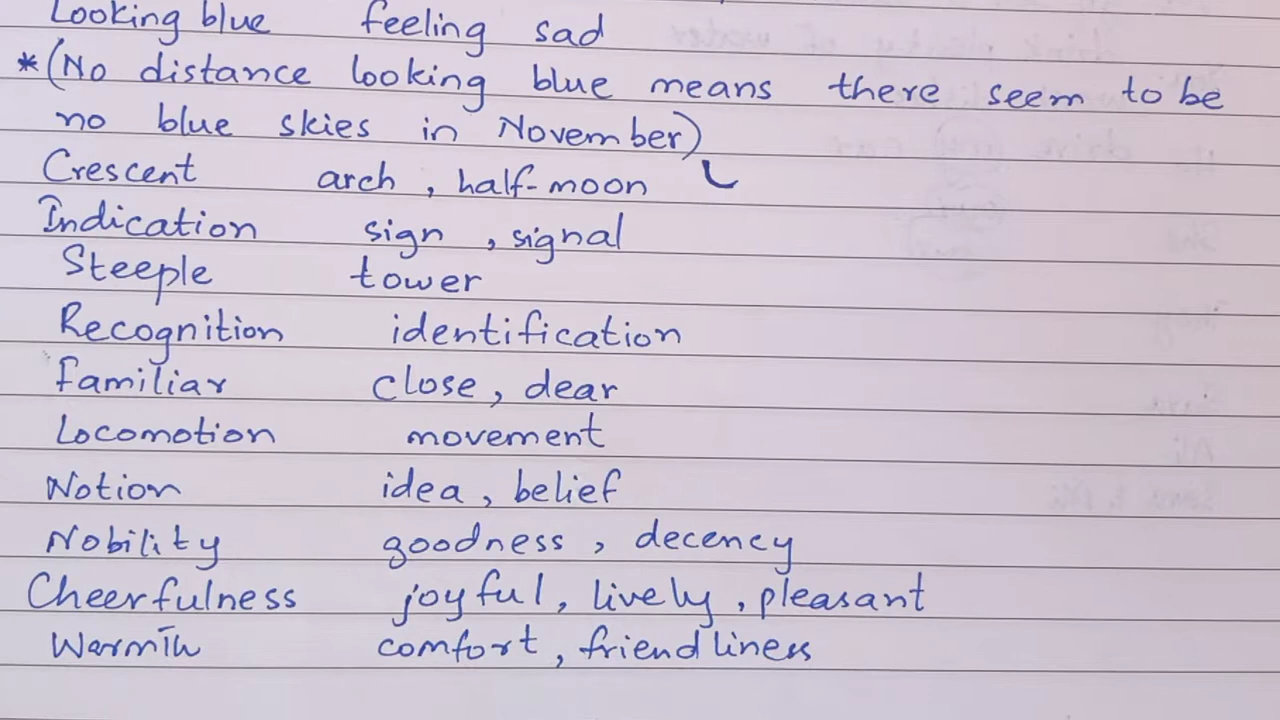 Looking blue feeling sad
*(No distance looking blue means there seem to be
no blue skies in November)
Crescent arch, half-moon
Indication sign, signal
Steeple tower
Recognition identification
familiar close, dear
Locomotion movement
Notion idea, belief
Nobility goodness, decency
Cheerfulness joyful, lively, pleasant
Warmth comfort, friendliness